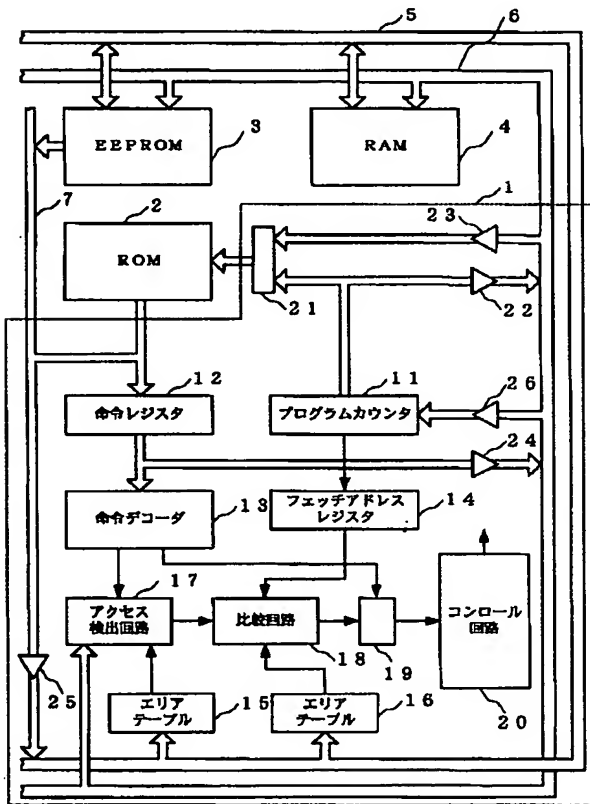 5
6
EEPROM
3
RAM
4
7
2
1
23
ROM
21
22
12
11
26
命令レジスタ
プログラムカウンタ
24
命令デコーダ
13
フェッチアドレス
レジスタ
14
17
アクセス
検出回路
比較回路
18
19
コンロール
回路
20
25
エリア
テーブル
15
エリア
テーブル
16